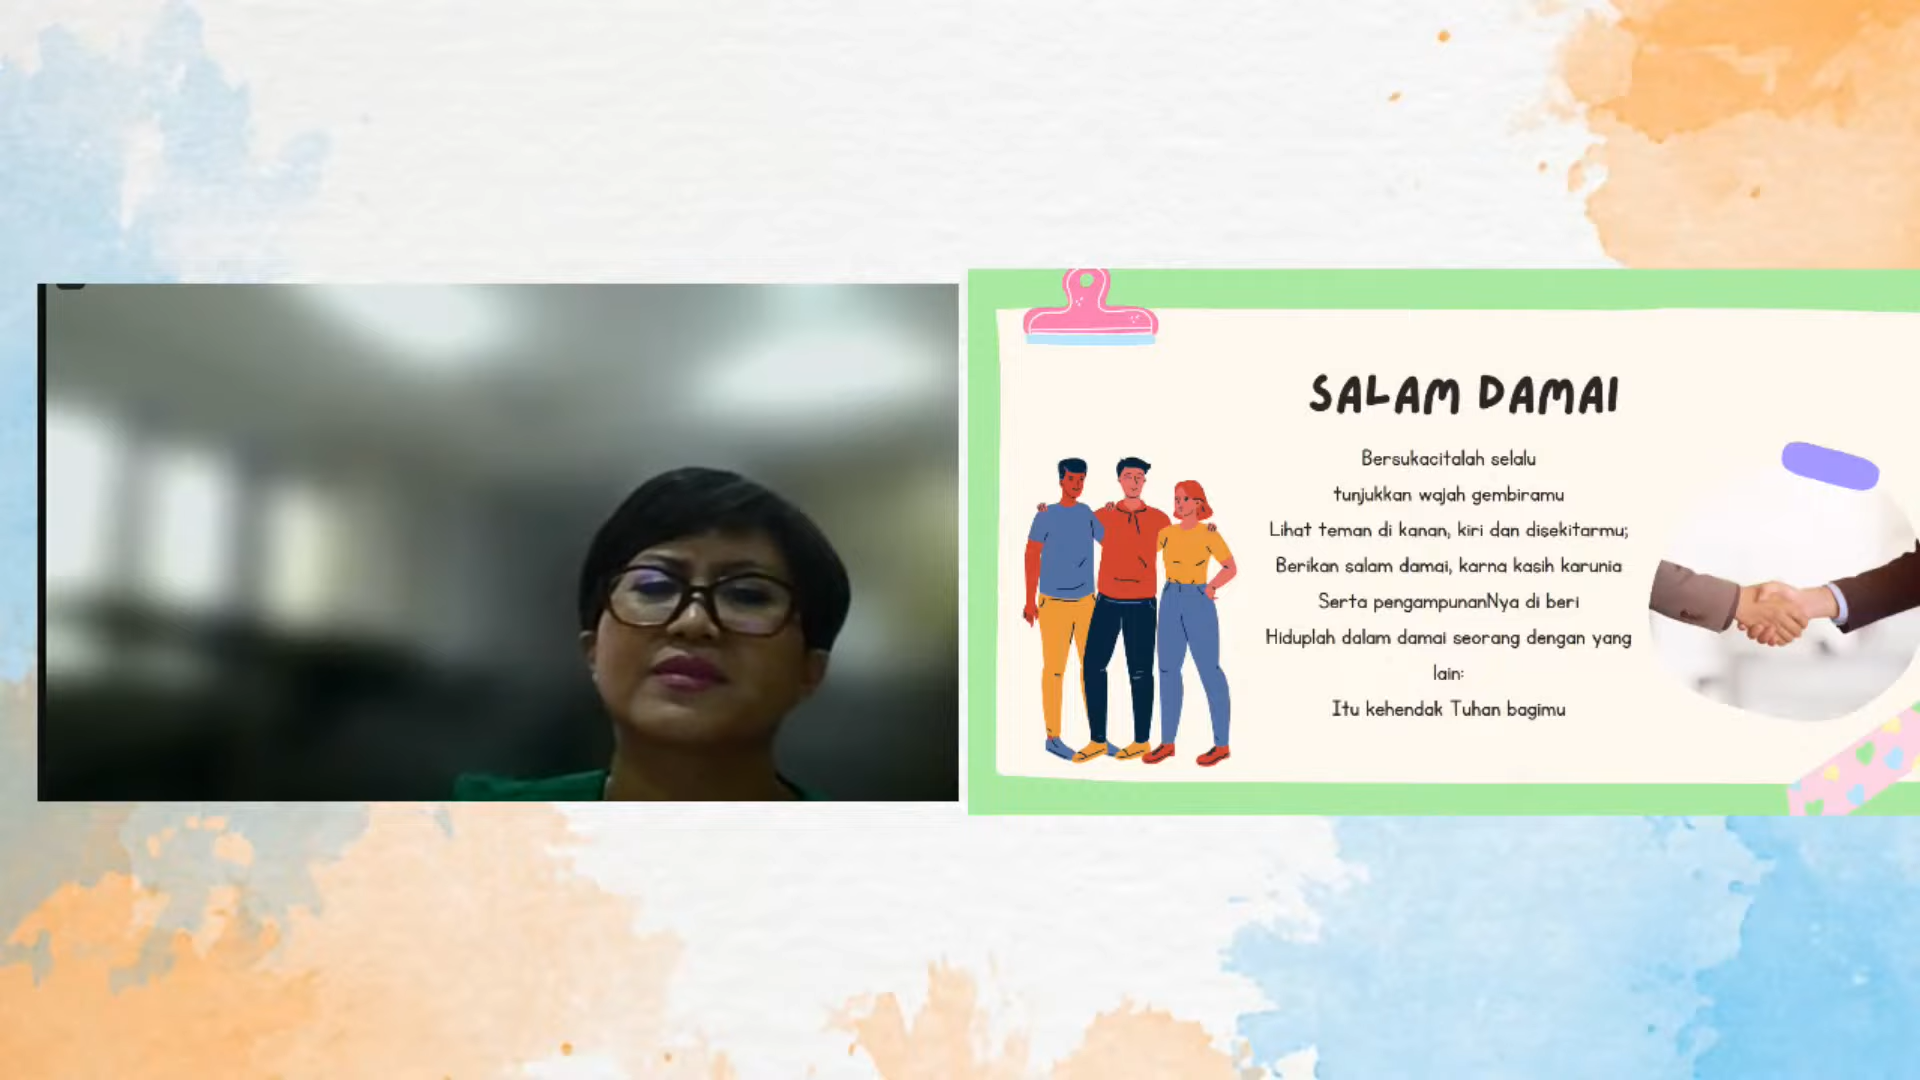 SALAM DAMAI
Bersukacitalah selalu
tunjukkan wajah gembiramu
Lihat teman di kanan, kiri dan disekitarmu;
Berikan salam damai, karna kasih karunia
Serta pengampunanNya di beri
Hiduplah dalam damai seorang dengan yang
lain:
Itu kehendak Tuhan bagimu